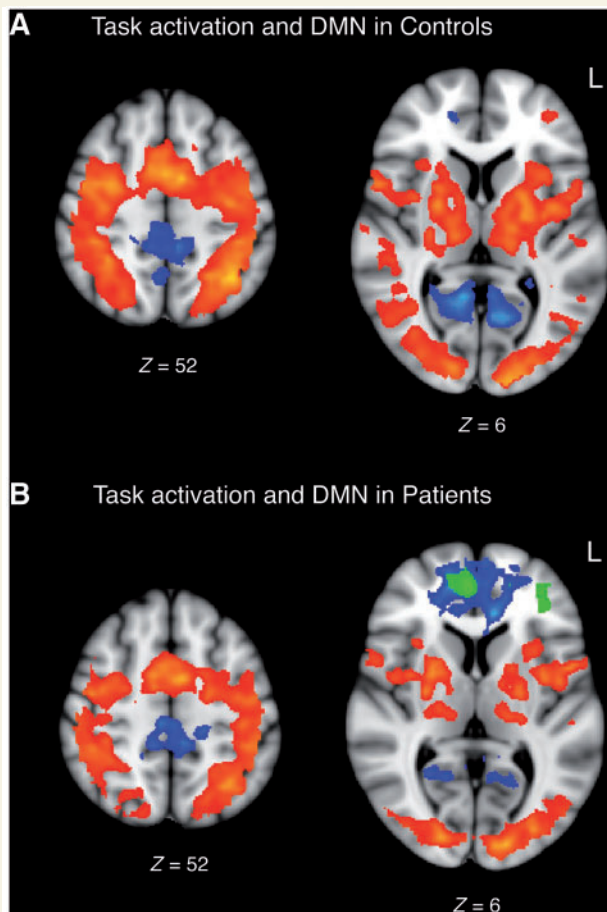 A Task activation and DMN in Controls
L
Z = 52
Z = 6
B Task activation and DMN in Patients
L
Z = 52
Z = 6